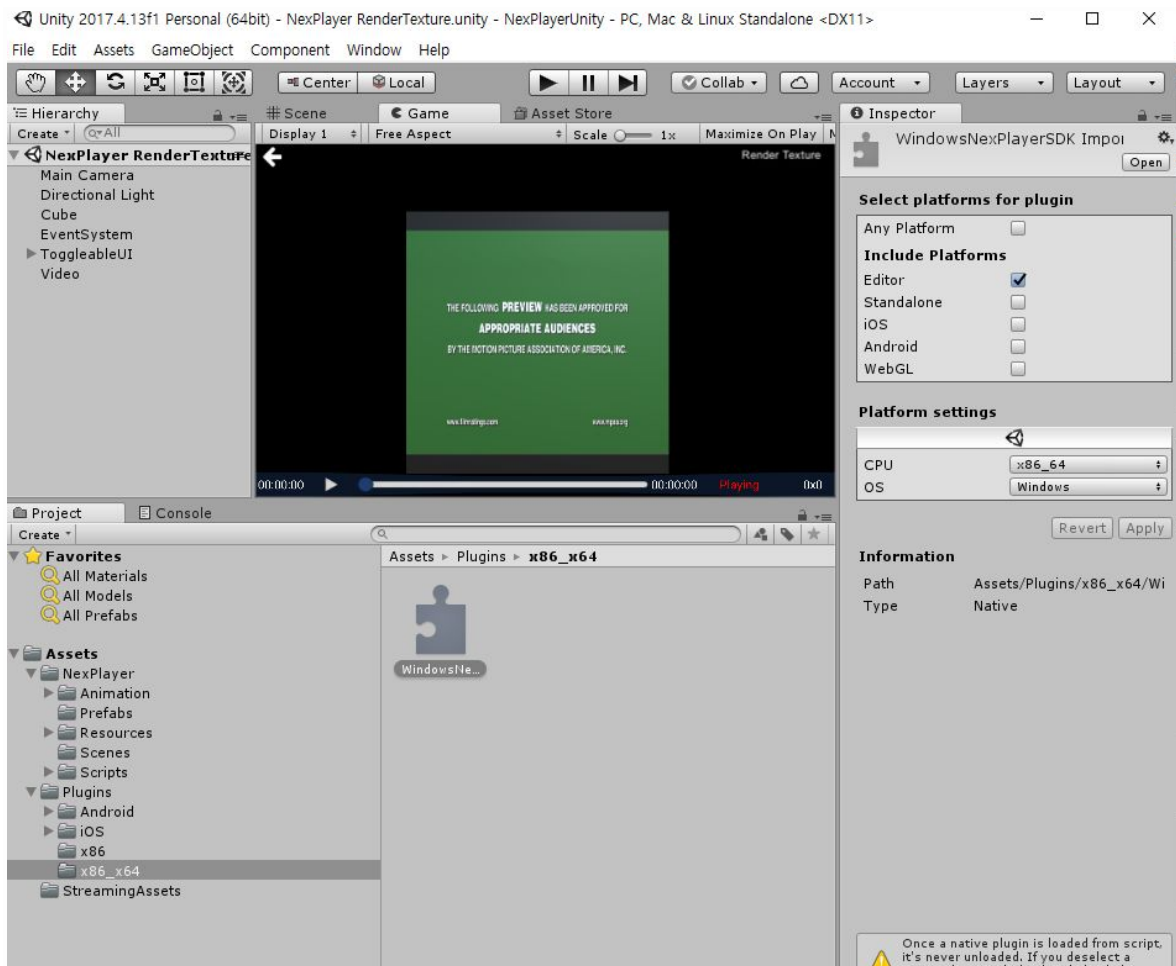 Unity 2017.4.13f1 Personal (64bit) - NexPlayer RenderTexture.unity - NexPlayerUnity - PC, Mac & Linux Standalone <DX11>
File Edit Assets GameObject Component Window Help
Center Local Collab Account Layers Layout
Hierarchy
Create All
NexPlayer RenderTexture
Main Camera
Directional Light
Cube
EventSystem
ToggleableUI
Video
Scene Game Asset Store
Display 1 Free Aspect Scale 1x Maximize On Play
Render Texture
THE FOLLOWING PREVIEW HAS BEEN APPROVED FOR
APPROPRIATE AUDIENCES
BY THE MOTION PICTURE ASSOCIATION OF AMERICA, INC.
www.filmratings.com www.mpaa.org
00:00:00 00:00:00 Playing 0x0
Inspector
WindowsNexPlayerSDK Impor
Open
Select platforms for plugin
Any Platform
Include Platforms
Editor
Standalone
iOS
Android
WebGL
Platform settings
CPU x86_64
OS Windows
Revert Apply
Information
Path Assets/Plugins/x86_x64/Wi
Type Native
Once a native plugin is loaded from script,
it's never unloaded. If you deselect a
Project Console
Create
Favorites
All Materials
All Models
All Prefabs
Assets
NexPlayer
Animation
Prefabs
Resources
Scenes
Scripts
Plugins
Android
iOS
x86
x86_x64
StreamingAssets
Assets Plugins x86_x64
WindowsNe...